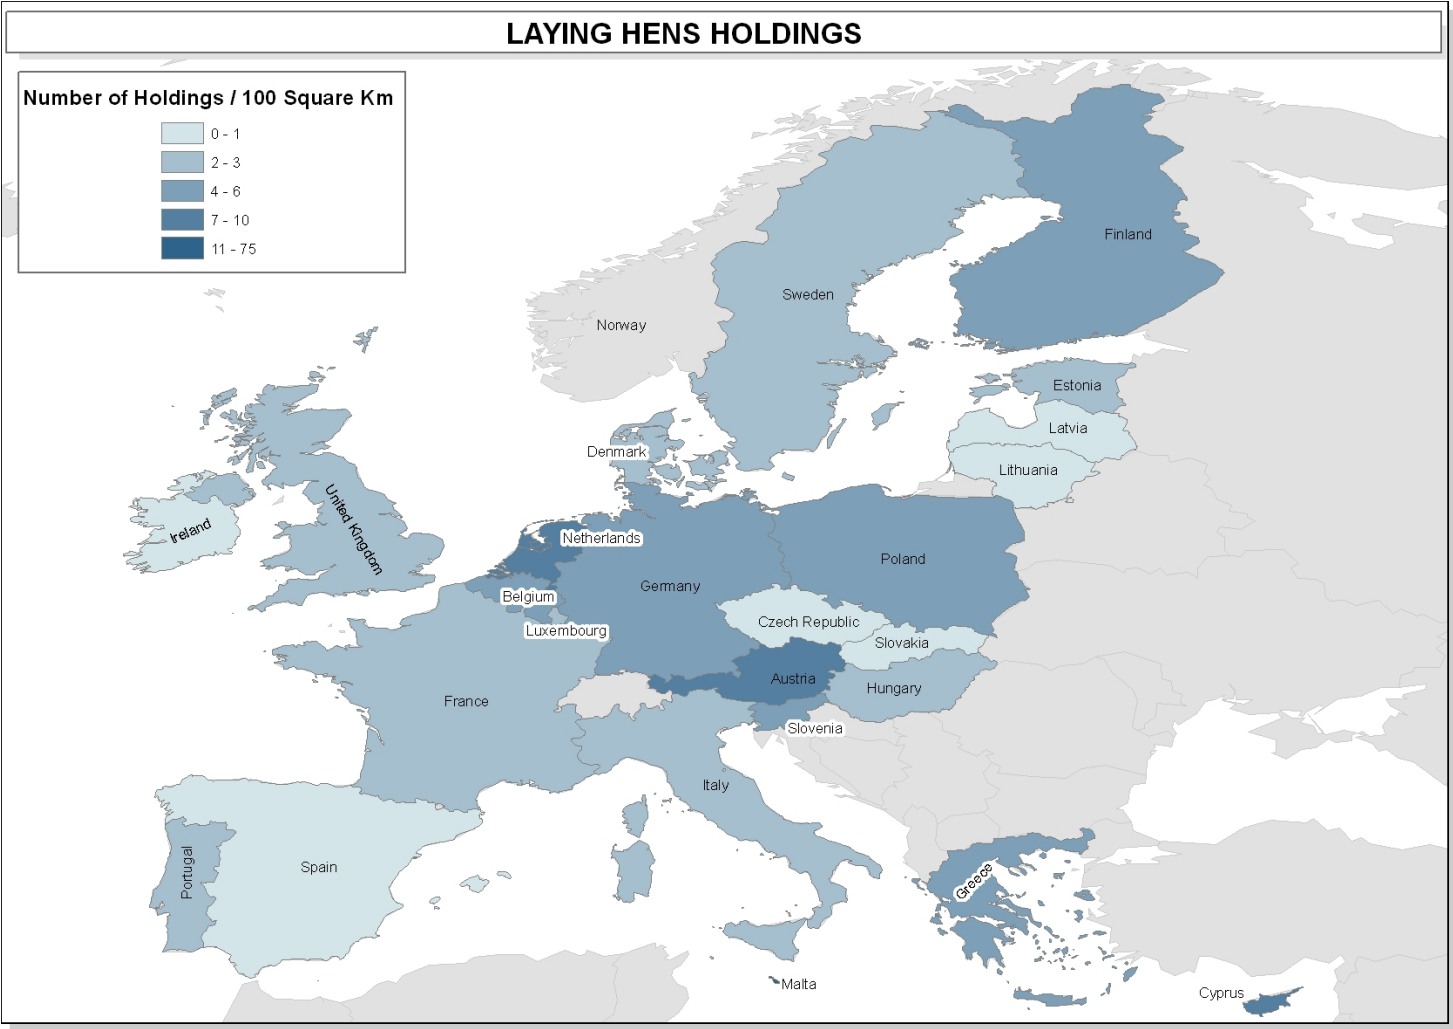 LAYING HENS HOLDINGS
Number of Holdings / 100 Square Km
0 - 1
2 - 3
4 - 6
7 - 10
11 - 75
Finland
Sweden
Norway
Estonia
Latvia
Denmark
Lithuania
United Kingdom
Ireland
Netherlands
Poland
Germany
Belgium
Czech Republic
Luxembourg
Slovakia
Austria
Hungary
France
Slovenia
Italy
Spain
Portugal
Greece
Malta
Cyprus